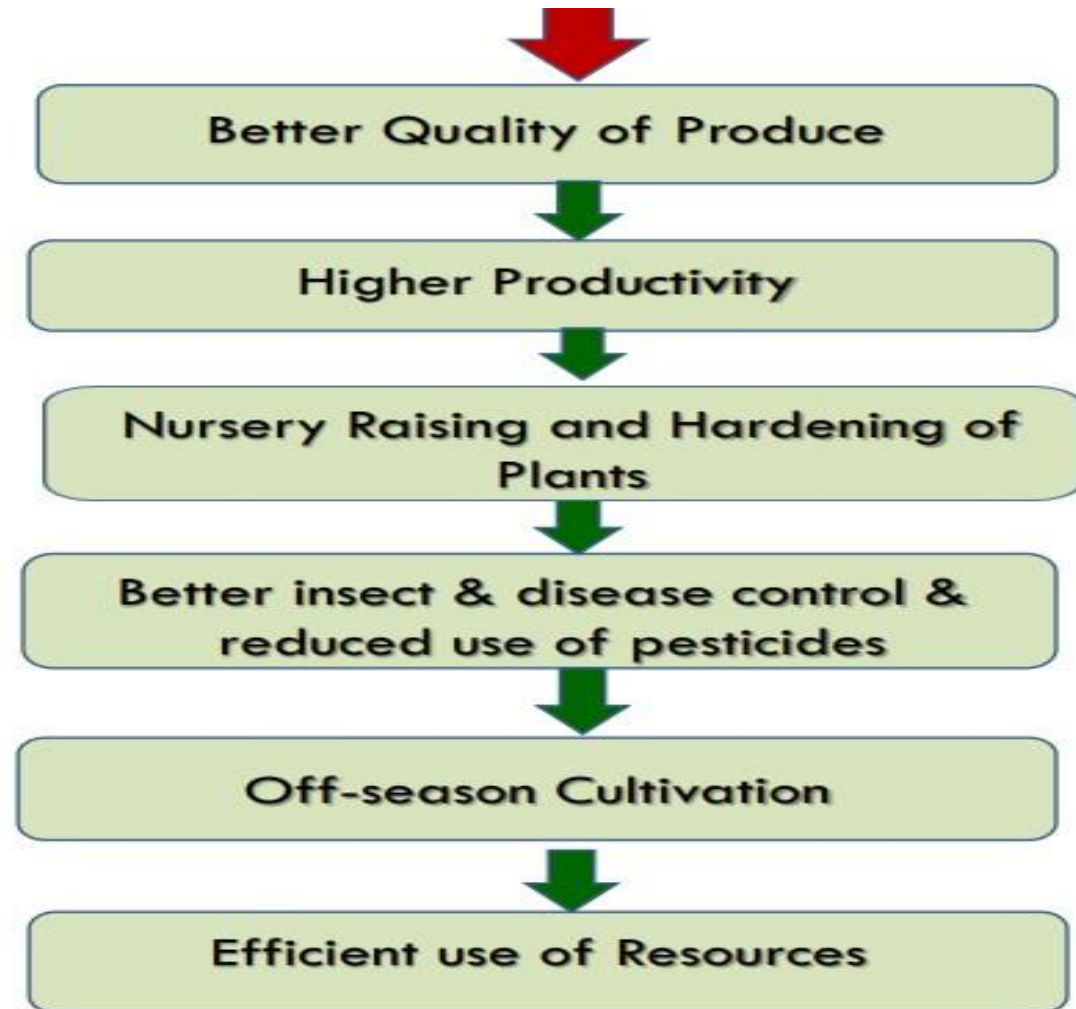 Better Quality of Produce
Higher Productivity
Nursery Raising and Hardening of
Plants
Better insect & disease control &
reduced use of pesticides
Off-season Cultivation
Efficient use of Resources